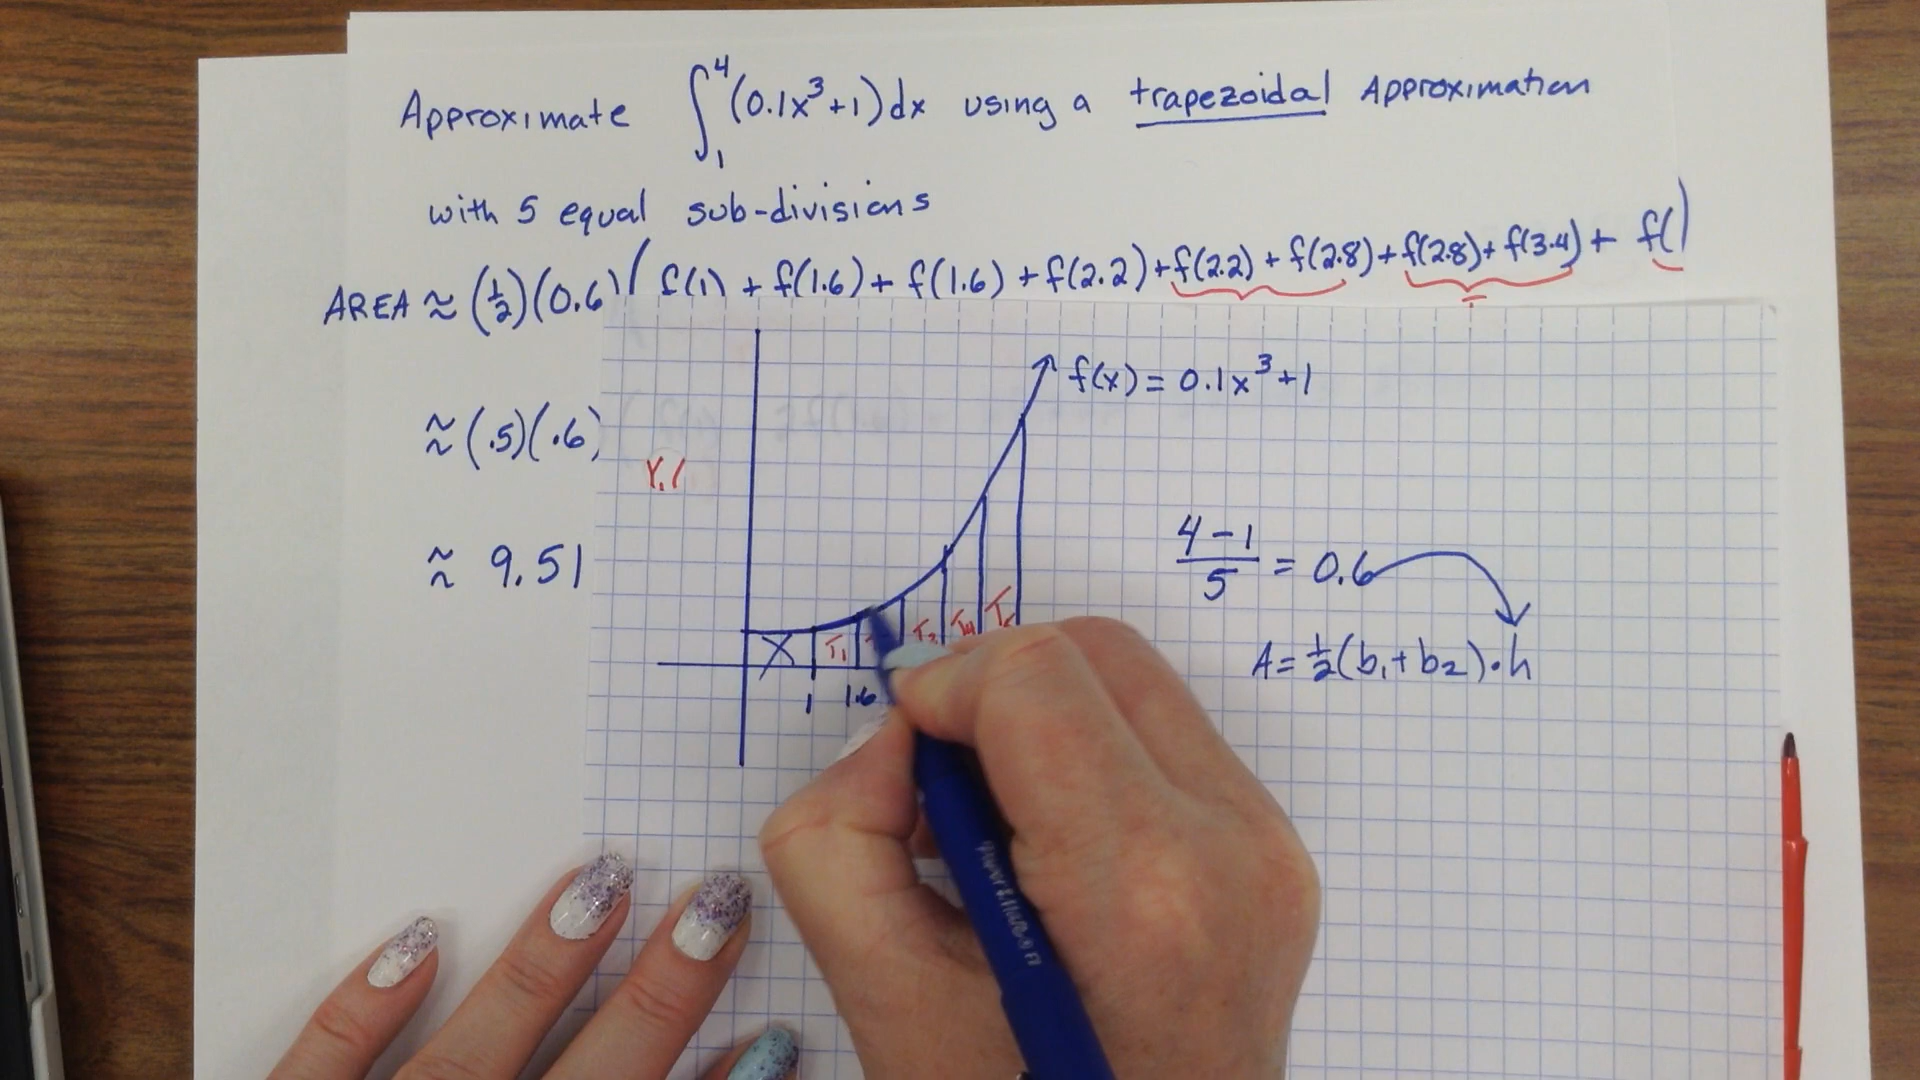 Approximate ∫₁⁴(0.1x³+1)dx using a trapezoidal Approximation
with 5 equal sub-divisions
AREA ≈ (½)(0.6)( f(1) + f(1.6) + f(1.6) + f(2.2) + f(2.2) + f(2.8) + f(2.8) + f(3.4) + f()
f(x) = 0.1x³+1
≈ (.5)(.6)
(4-1)/5 = 0.6
≈ 9.51
A = ½(b₁+b₂)·h
T₁ T₃ T₄
1 1.6